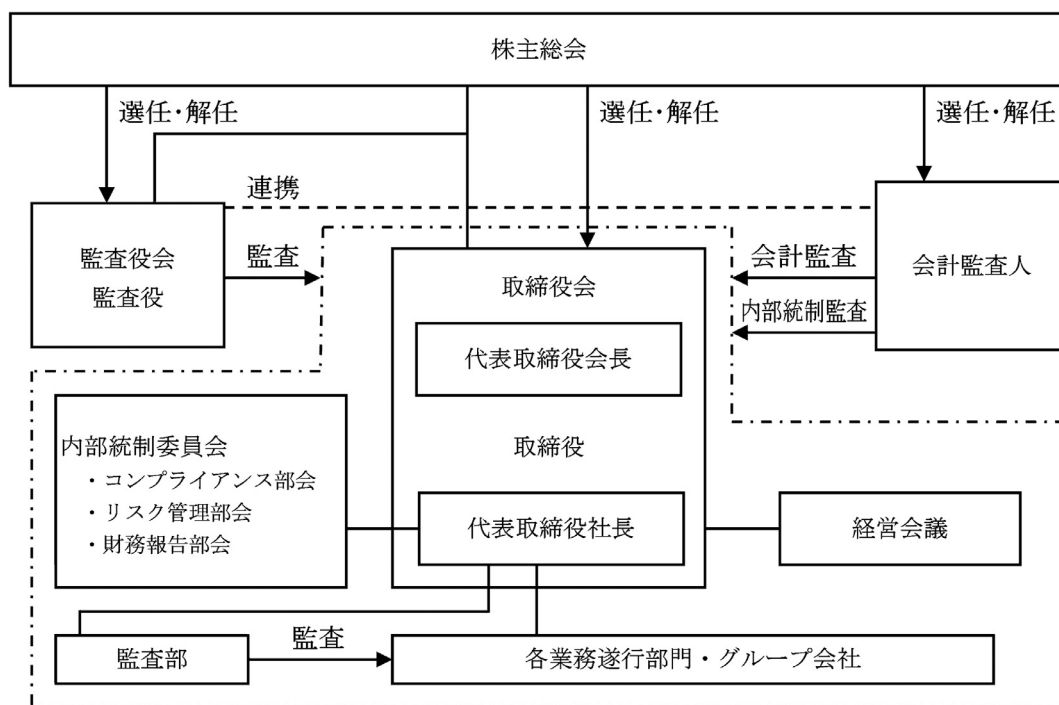 株主総会
選任・解任
選任・解任
選任・解任
連携
監査役会
監査役
監査
会計監査
内部統制監査
会計監査人
取締役会
代表取締役会長
取締役
代表取締役社長
内部統制委員会
・コンプライアンス部会
・リスク管理部会
・財務報告部会
経営会議
監査部
監査
各業務遂行部門・グループ会社